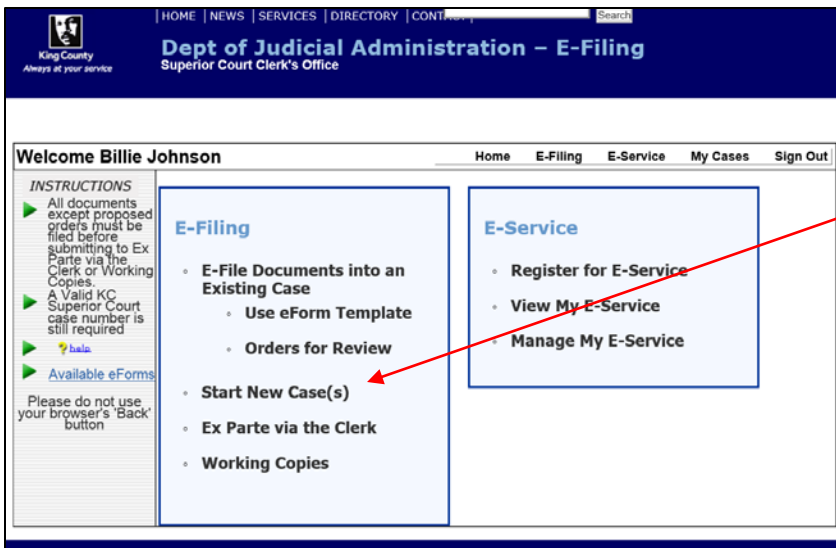 | HOME | NEWS | SERVICES | DIRECTORY | CONT
Search
King County
Always at your service
Dept of Judicial Administration – E-Filing
Superior Court Clerk's Office
Welcome Billie Johnson
Home E-Filing E-Service My Cases Sign Out
INSTRUCTIONS
All documents
except proposed
orders must be
filed before
submitting to Ex
Parte via the
Clerk or Working
Copies.
A Valid KC
Superior Court
case number is
still required
?help
Available eForms
Please do not use
your browser's 'Back'
button
E-Filing
E-File Documents into an
Existing Case
Use eForm Template
Orders for Review
Start New Case(s)
Ex Parte via the Clerk
Working Copies
E-Service
Register for E-Service
View My E-Service
Manage My E-Service